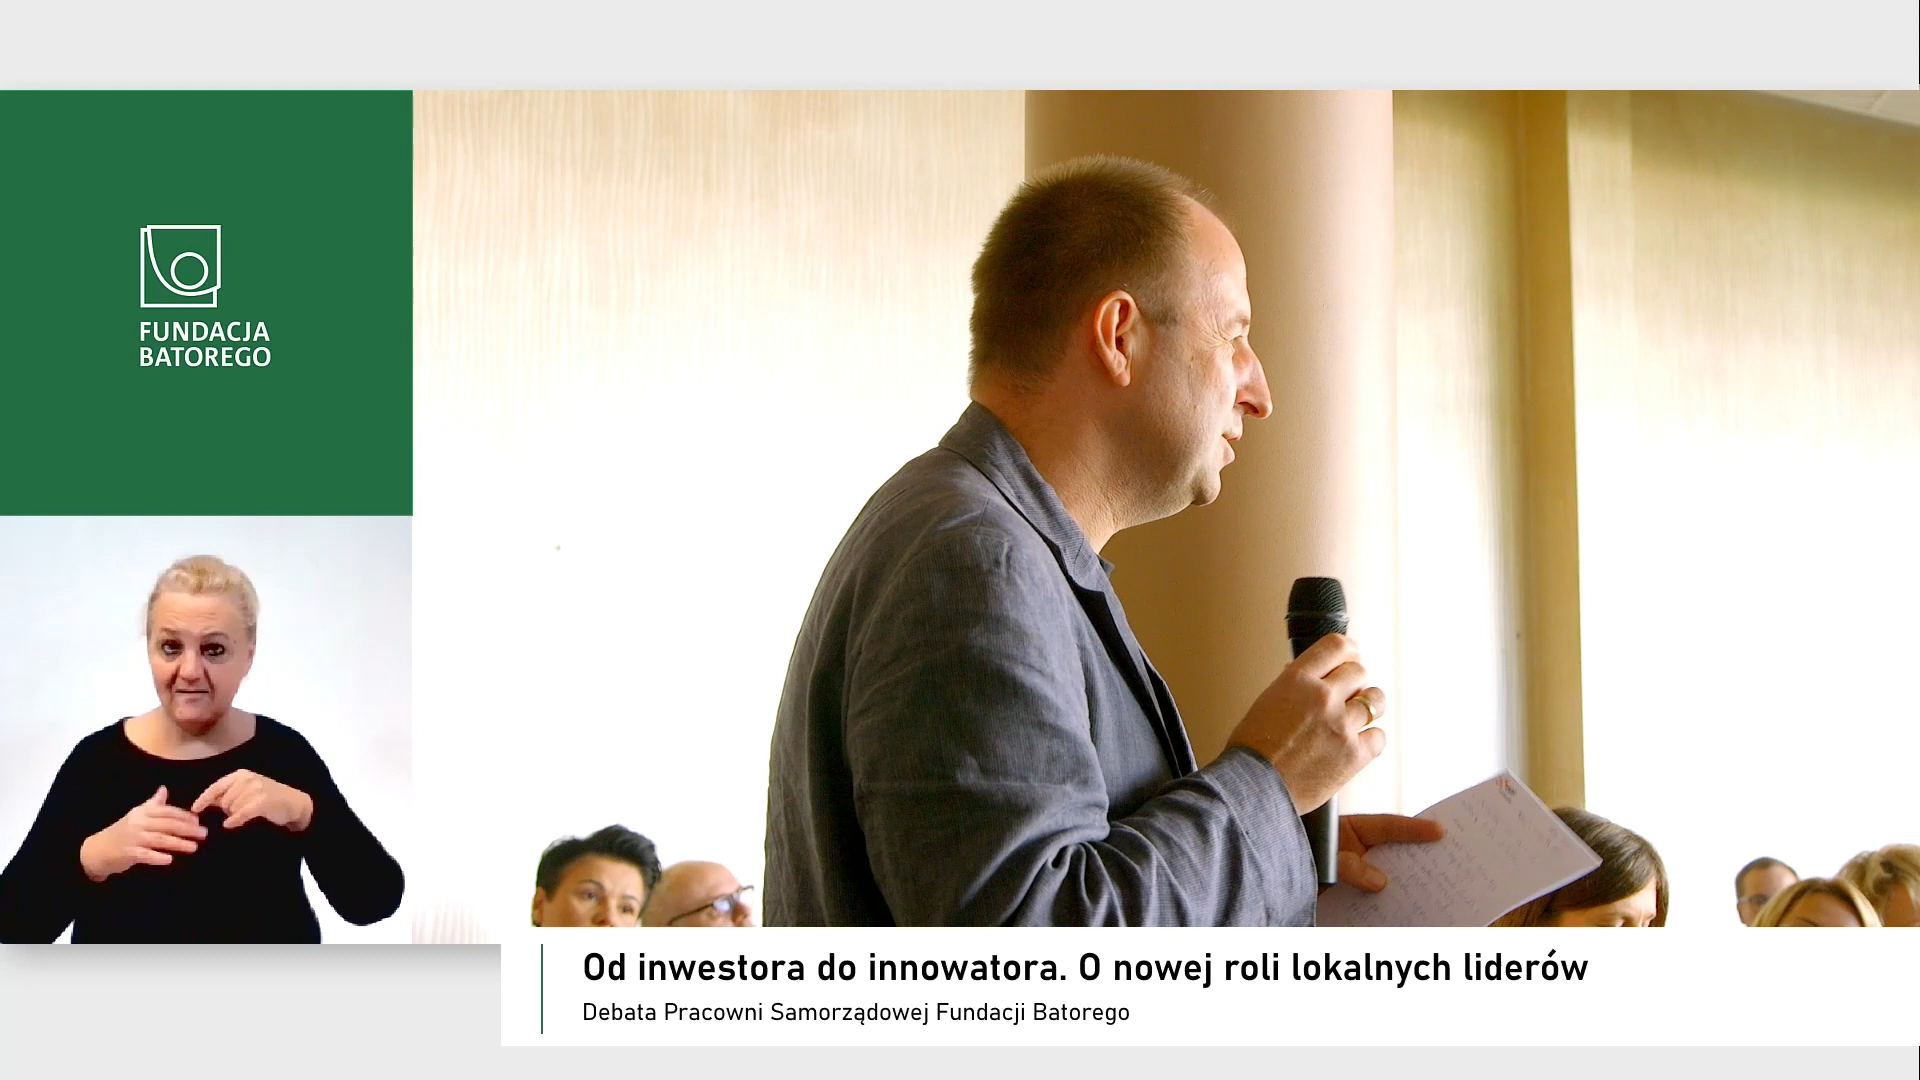 FUNDACJA
BATOREGO
Od inwestora do innowatora. O nowej roli lokalnych liderów
Debata Pracowni Samorządowej Fundacji Batorego